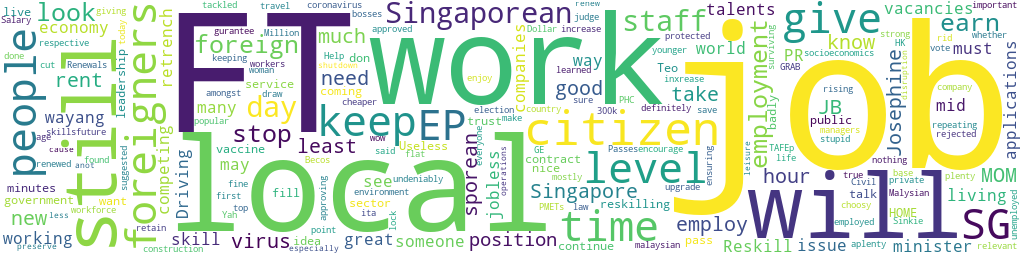 tackled travel coronavirus bosses
live look Salary giving
respective economy
people still foreigners
done rent
Renewals cut
leadership today
retrench
gurantee Million
keeping foreign
workers
woman
service need
day draw
many amongst
popular
wayang
skillsfuture
age cause
renewed anot found
suggested
minutes
government
workforce want
new less
competing
working
preserve
retain
construction
FT work job
approved Singaporean
Dollar increase
Help don much
staff talents
renew judge
protected
younger Teo world
companies way
learned inxrease
surviving
coming keep EP
cheaper good take
sure PHC 300k
country definitely save
stop election trust make
least
wow said
Useless flat
Becos
vaccine
may
Driving
local citizen
fine first
top Yah
skill virus
idea
especially
approving
see
undeniably
environment
fill
sector
ita
point
lock
great
someone
enjoy
shutdown
sporean
jobless
everyone
operations
GE contract
nice mostly
Singapore
PMETs law
reskilling
position
continue malaysian
level
time
Passes encourage
ensuring
upgrade
employ
pass
leisure
give vacancies important
earn
know whether
PR
GRAB
must
socioeconomics
strong
HK
vote
rid
disruption
employment
badly
rising
JB
public
mid
company
managers
stupid
repeating
rejected
applications
Josephine
TAFEp
life
hour
nothing
true base plenty
Civil private
talk Malysian
MOM
living
choosy
employed HOME Sinkie
unemployed
will SG
Reskill issue aplenty
minister relevant